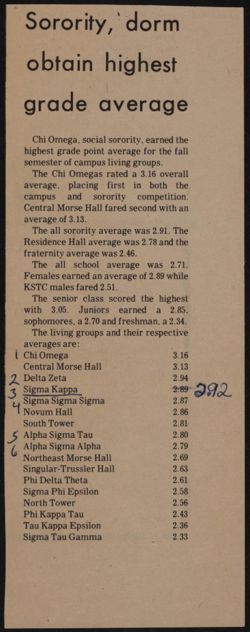 Sorority, dorm
obtain highest
grade average
Chi Omega, social sorority, earned the
highest grade point average for the fall
semester of campus living groups.
The Chi Omegas rated a 3.16 overall
average, placing first in both the
campus and sorority competition.
Central Morse Hall fared second with an
average of 3.13.
The all sorority average was 2.91. The
Residence Hall average was 2.78 and the
fraternity average was 2.46.
The all school average was 2.71.
Females earned an average of 2.89 while
KSTC males fared 2.51.
The senior class scored the highest
with 3.05. Juniors earned a 2.85,
sophomores, a 2.70 and freshman, a 2.34.
The living groups and their respective
averages are:
1 Chi Omega 3.16
Central Morse Hall 3.13
2 Delta Zeta 2.94
3 Sigma Kappa 2.89 2.92
4 Sigma Sigma Sigma 2.87
Novum Hall 2.86
South Tower 2.81
5 Alpha Sigma Tau 2.80
6 Alpha Sigma Alpha 2.79
Northeast Morse Hall 2.69
Singular-Trussler Hall 2.63
Phi Delta Theta 2.61
Sigma Phi Epsilon 2.58
North Tower 2.56
Phi Kappa Tau 2.43
Tau Kappa Epsilon 2.36
Sigma Tau Gamma 2.33